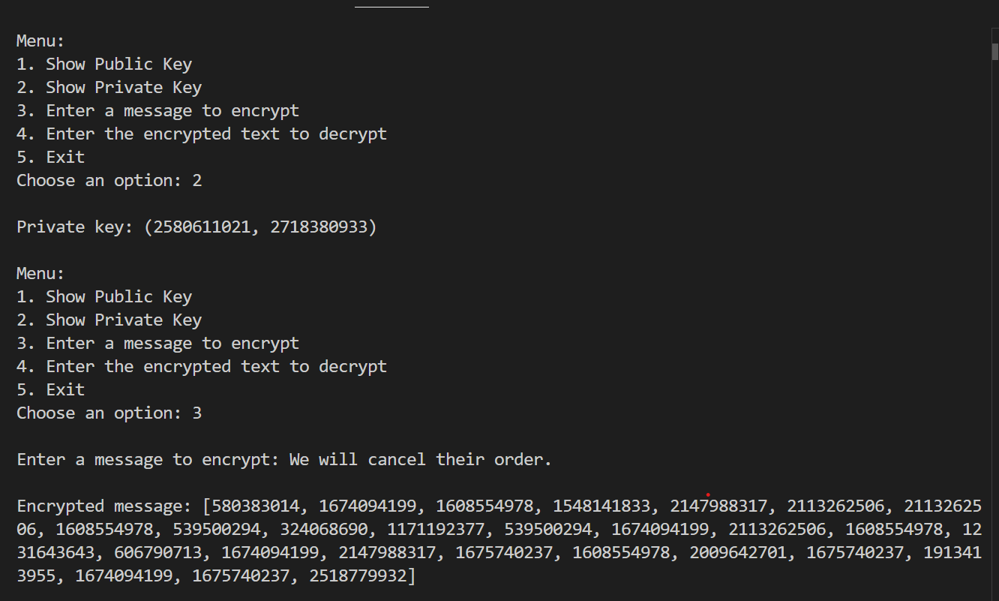 Menu:
1. Show Public Key
2. Show Private Key
3. Enter a message to encrypt
4. Enter the encrypted text to decrypt
5. Exit
Choose an option: 2
Private key: (2580611021, 2718380933)
Menu:
1. Show Public Key
2. Show Private Key
3. Enter a message to encrypt
4. Enter the encrypted text to decrypt
5. Exit
Choose an option: 3
Enter a message to encrypt: We will cancel their order.
Encrypted message: [580383014, 1674094199, 1608554978, 1548141833, 2147988317, 2113262506, 21132625
06, 1608554978, 539500294, 324068690, 1171192377, 539500294, 1674094199, 2113262506, 1608554978, 12
31643643, 606790713, 1674094199, 2147988317, 1675740237, 1608554978, 2009642701, 1675740237, 191341
3955, 1674094199, 1675740237, 2518779932]